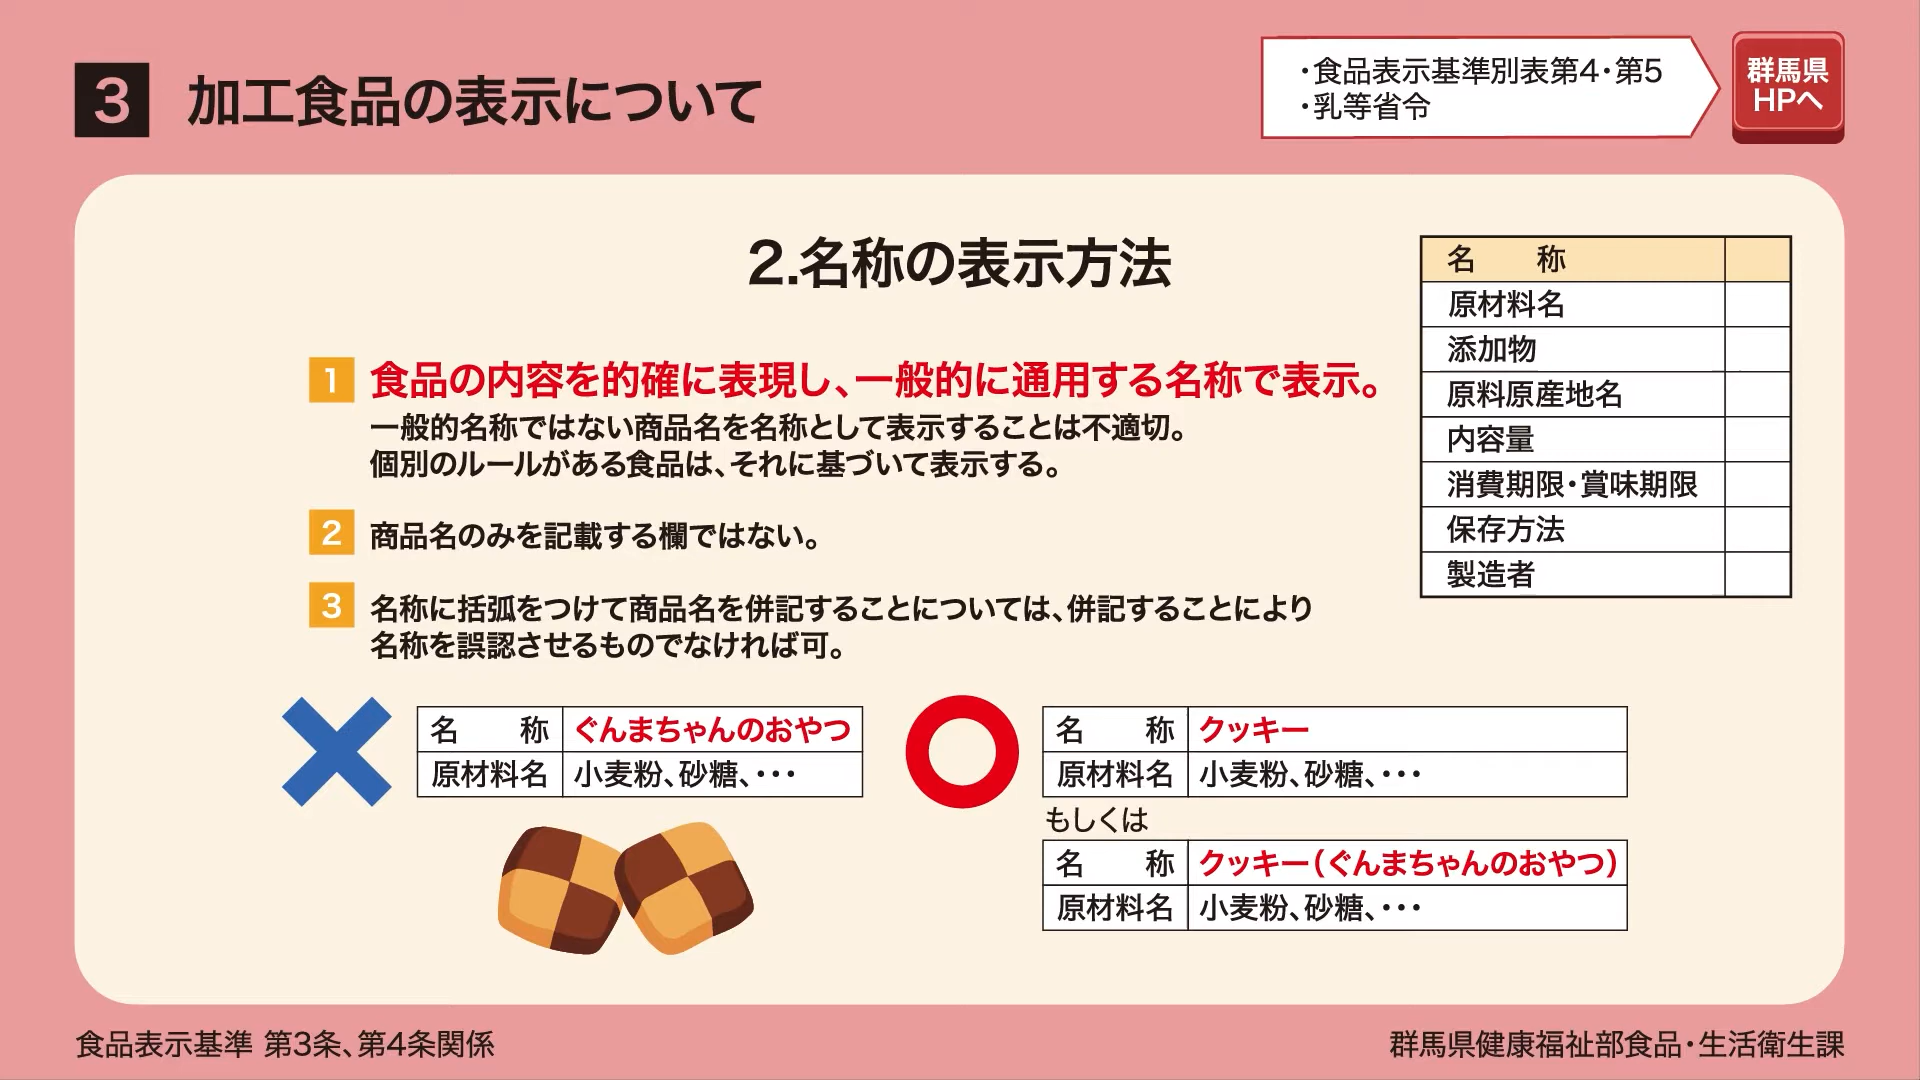 3 加工食品の表示について
・食品表示基準別表第4・第5
・乳等省令
群馬県
HPへ
2.名称の表示方法
1 食品の内容を的確に表現し、一般的に通用する名称で表示。
一般的名称ではない商品名を名称として表示することは不適切。
個別のルールがある食品は、それに基づいて表示する。
2 商品名のみを記載する欄ではない。
3 名称に括弧をつけて商品名を併記することについては、併記することにより
名称を誤認させるものでなければ可。
名　　称
原材料名
添加物
原料原産地名
内容量
消費期限・賞味期限
保存方法
製造者
名　　称 ぐんまちゃんのおやつ
原材料名 小麦粉、砂糖、・・・
名　　称 クッキー
原材料名 小麦粉、砂糖、・・・
もしくは
名　　称 クッキー（ぐんまちゃんのおやつ）
原材料名 小麦粉、砂糖、・・・
食品表示基準 第3条、第4条関係
群馬県健康福祉部食品・生活衛生課